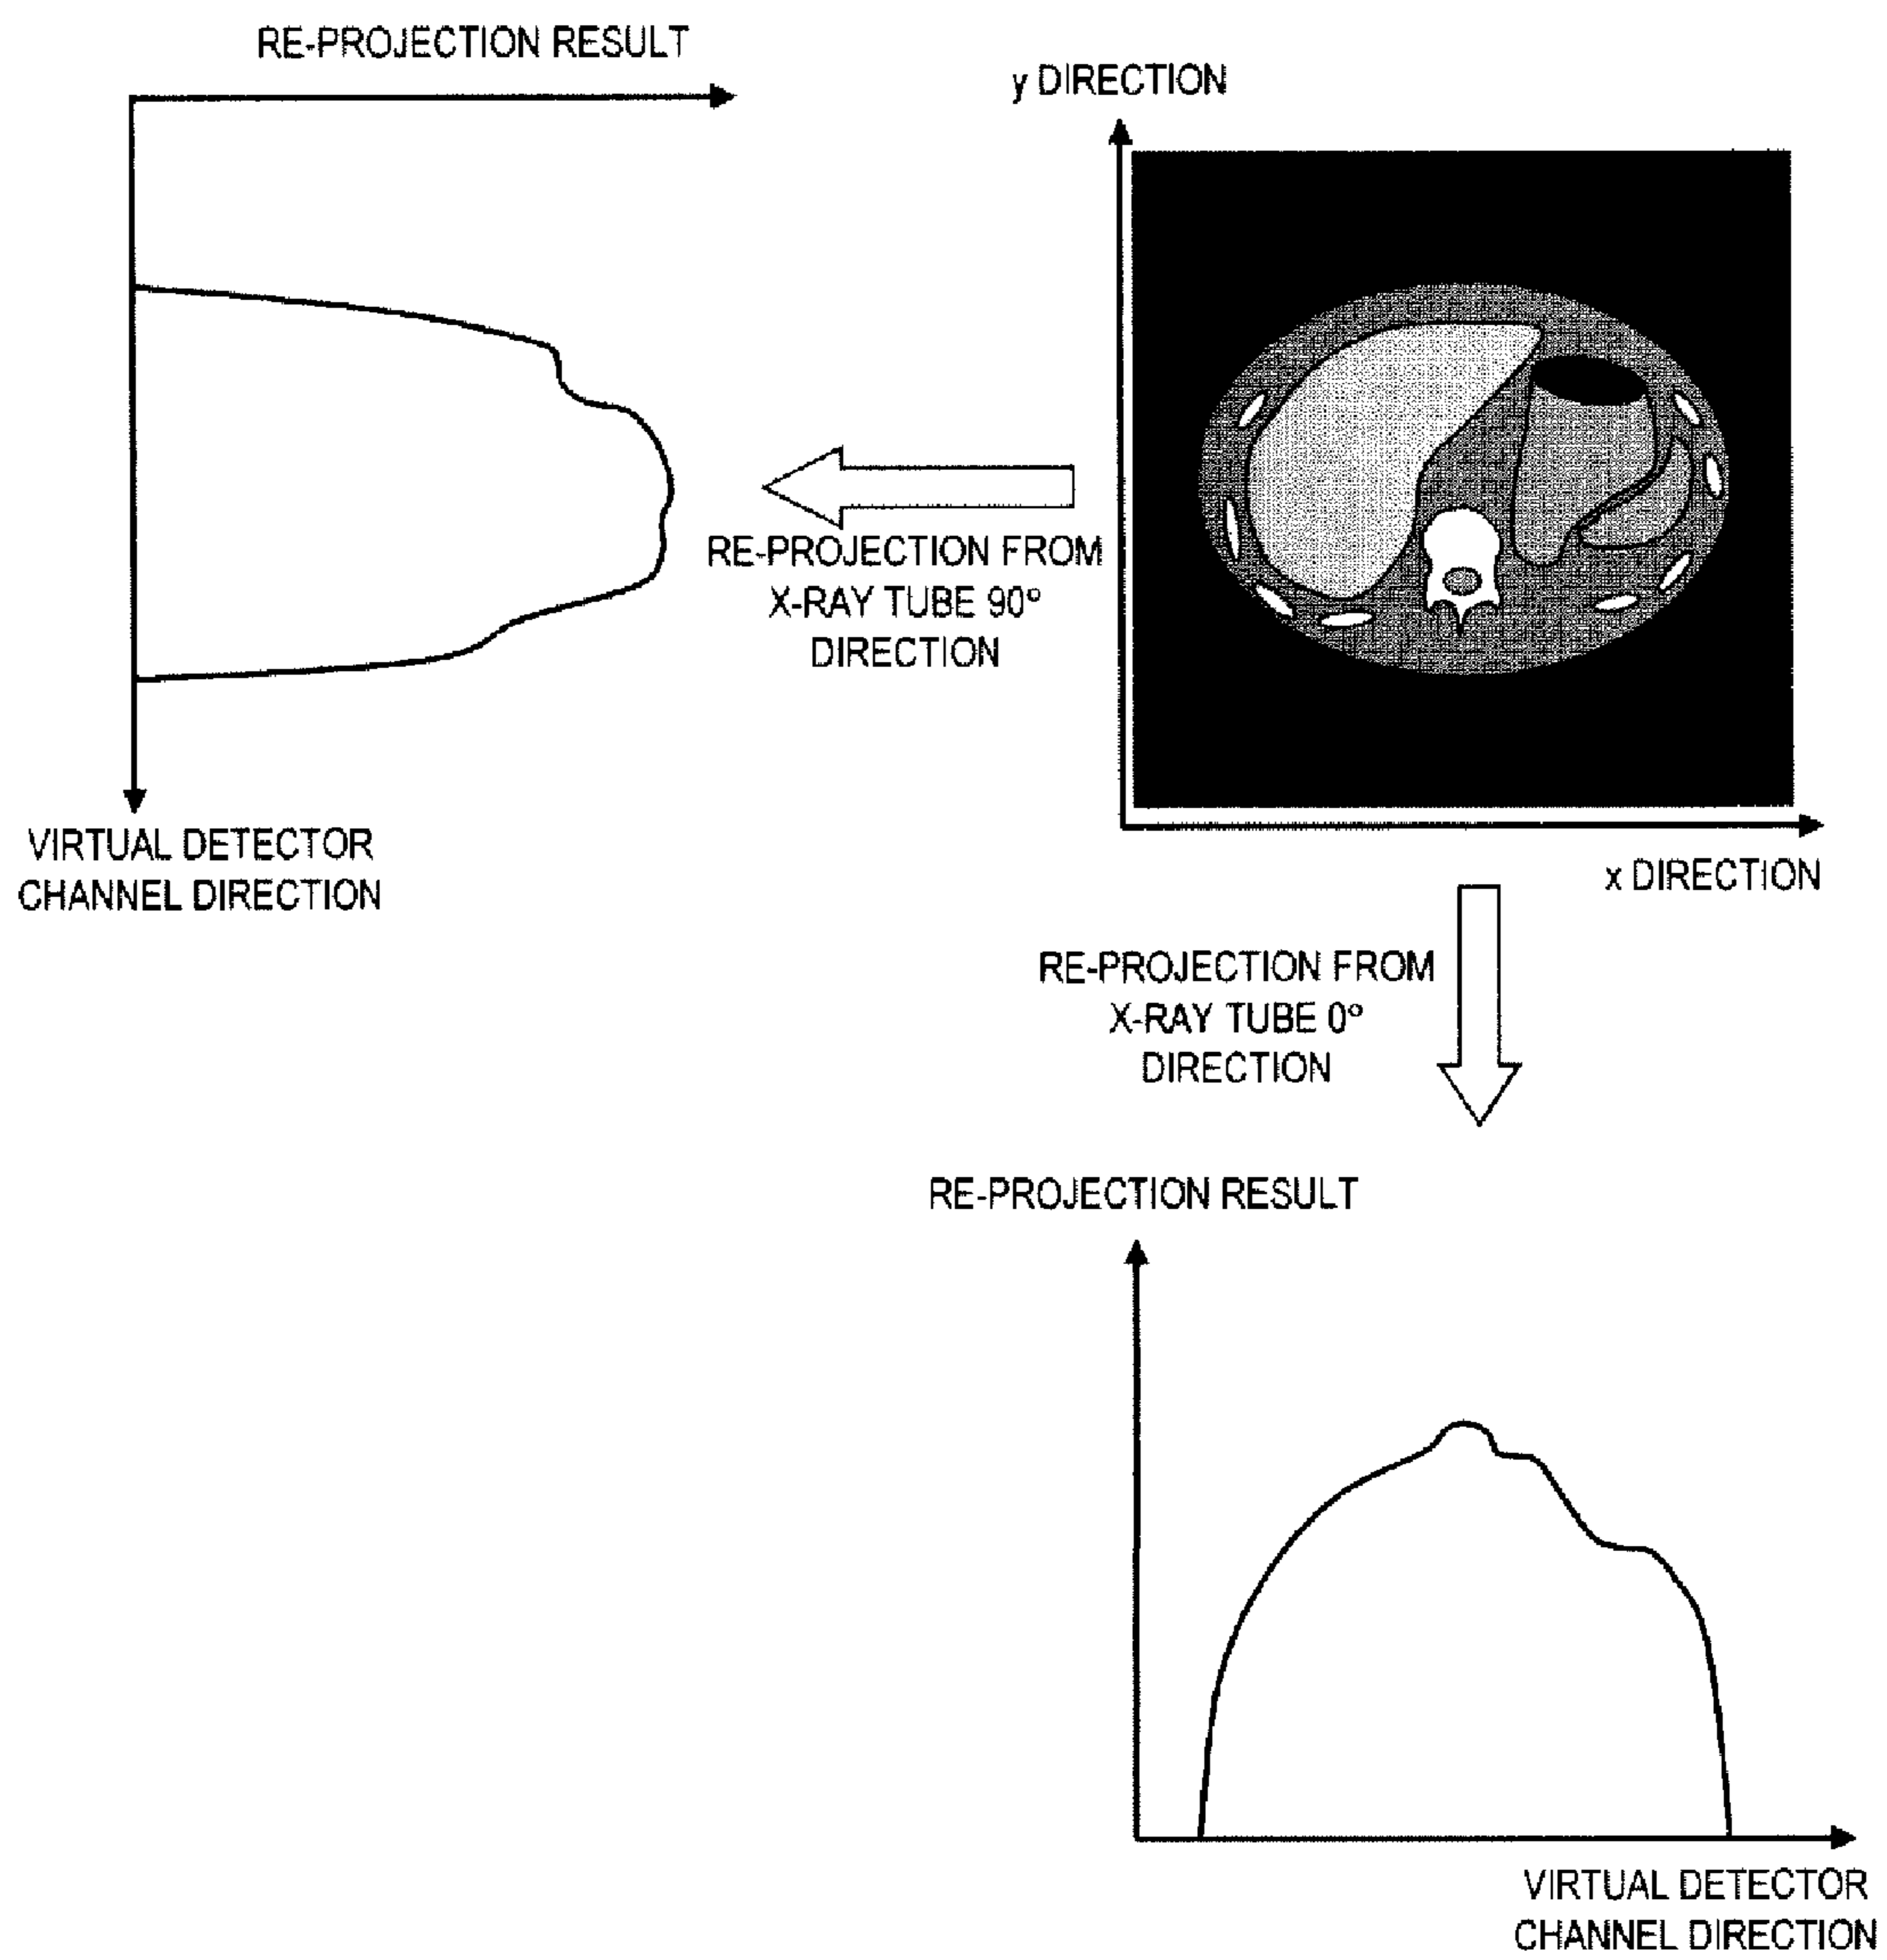 RE-PROJECTION RESULT
y DIRECTION
RE-PROJECTION FROM
X-RAY TUBE 90°
DIRECTION
VIRTUAL DETECTOR
CHANNEL DIRECTION
x DIRECTION
RE-PROJECTION FROM
X-RAY TUBE 0°
DIRECTION
RE-PROJECTION RESULT
VIRTUAL DETECTOR
CHANNEL DIRECTION